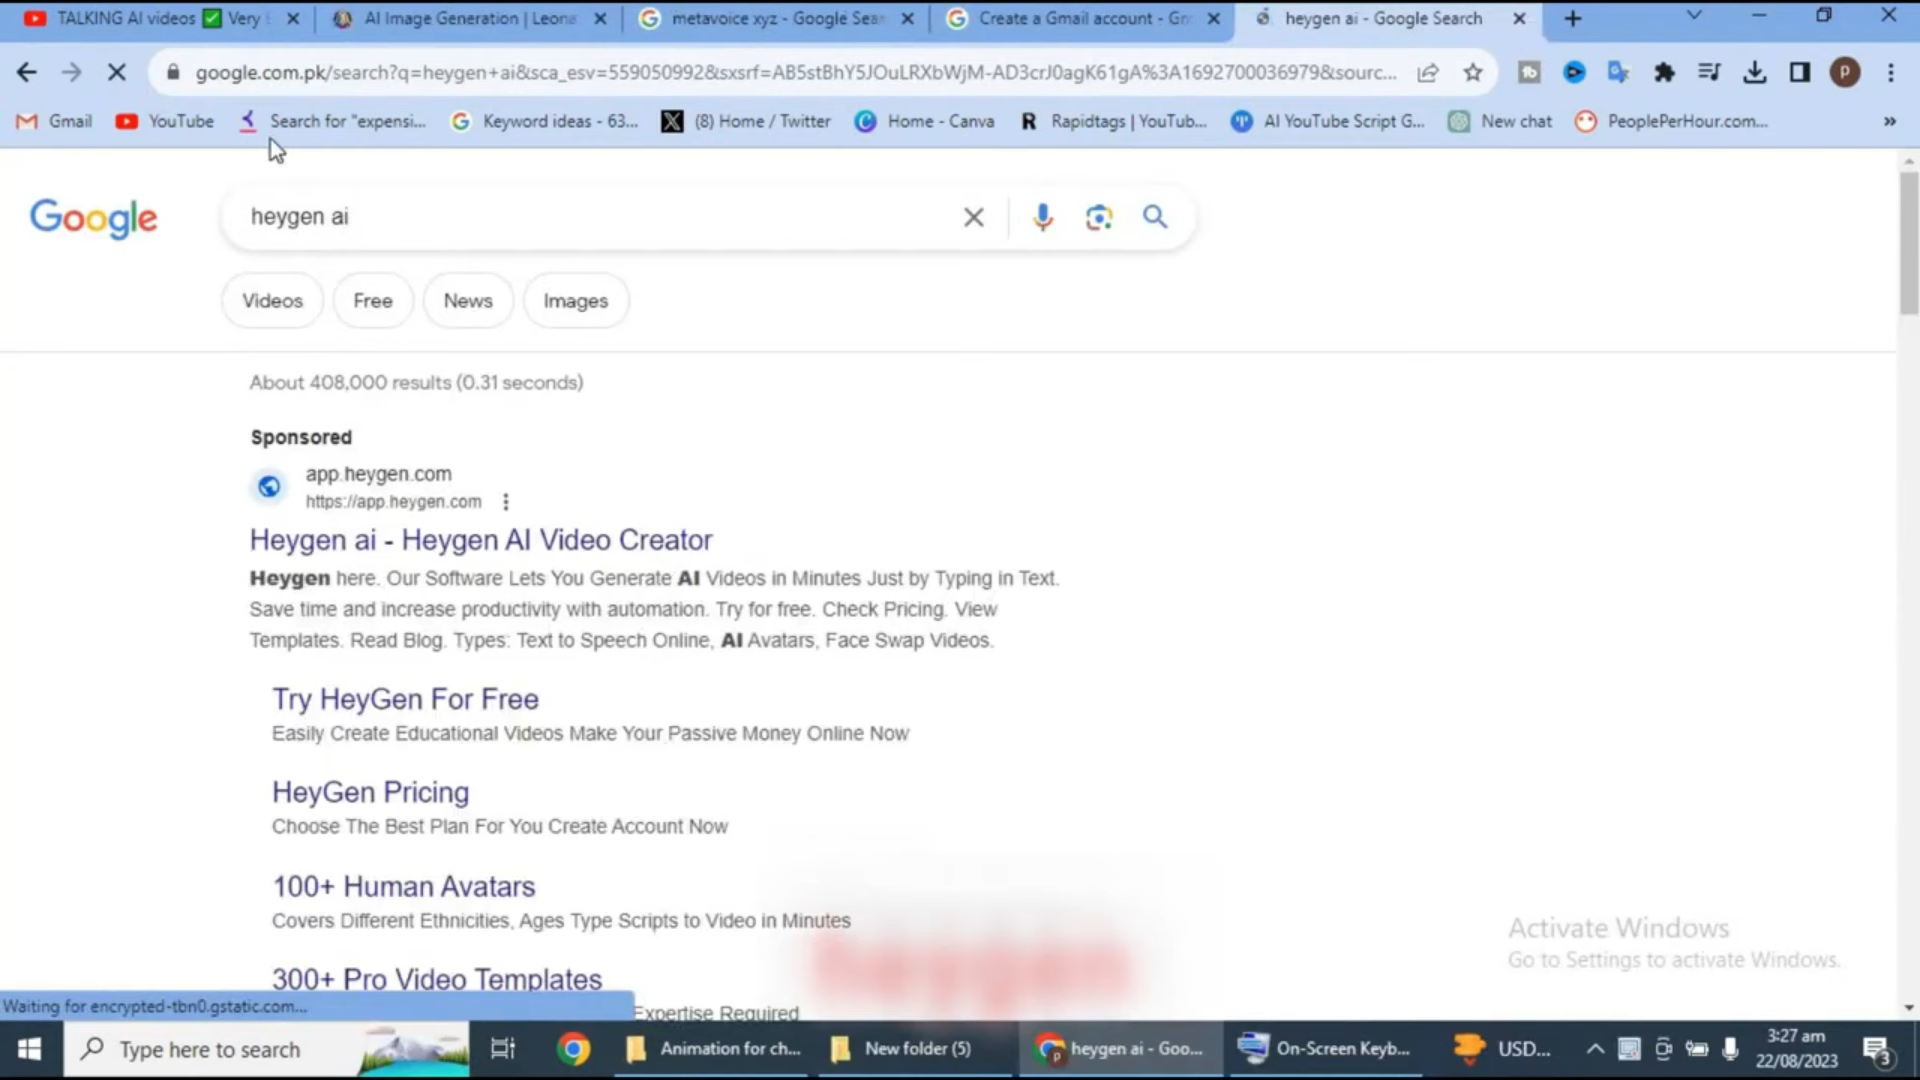 TALKING AI videos ✅ Very
AI Image Generation | Leona
metavoice xyz - Google Sear
Create a Gmail account - Gm
heygen ai - Google Search
google.com.pk/search?q=heygen+ai&sca_esv=559050992&sxsrf=AB5stBhY5JOuLRXbWjM-AD3crJ0agK61gA%3A1692700036979&sourc...
P
Gmail
YouTube
Search for "expensi...
Keyword ideas - 63...
(8) Home / Twitter
Home - Canva
Rapidtags | YouTub...
AI YouTube Script G...
New chat
PeoplePerHour.com...
»
Google
heygen ai
Videos
Free
News
Images
About 408,000 results (0.31 seconds)
Sponsored
app.heygen.com
https://app.heygen.com
Heygen ai - Heygen AI Video Creator
Heygen here. Our Software Lets You Generate AI Videos in Minutes Just by Typing in Text.
Save time and increase productivity with automation. Try for free. Check Pricing. View
Templates. Read Blog. Types: Text to Speech Online, AI Avatars, Face Swap Videos.
Try HeyGen For Free
Easily Create Educational Videos Make Your Passive Money Online Now
HeyGen Pricing
Choose The Best Plan For You Create Account Now
100+ Human Avatars
Covers Different Ethnicities, Ages Type Scripts to Video in Minutes
heygen
Activate Windows
Go to Settings to activate Windows.
300+ Pro Video Templates
Waiting for encrypted-tbn0.gstatic.com...
Expertise Required
Type here to search
Animation for ch...
New folder (5)
heygen ai - Goo...
On-Screen Keyb...
USD...
3:27 am
22/08/2023
3